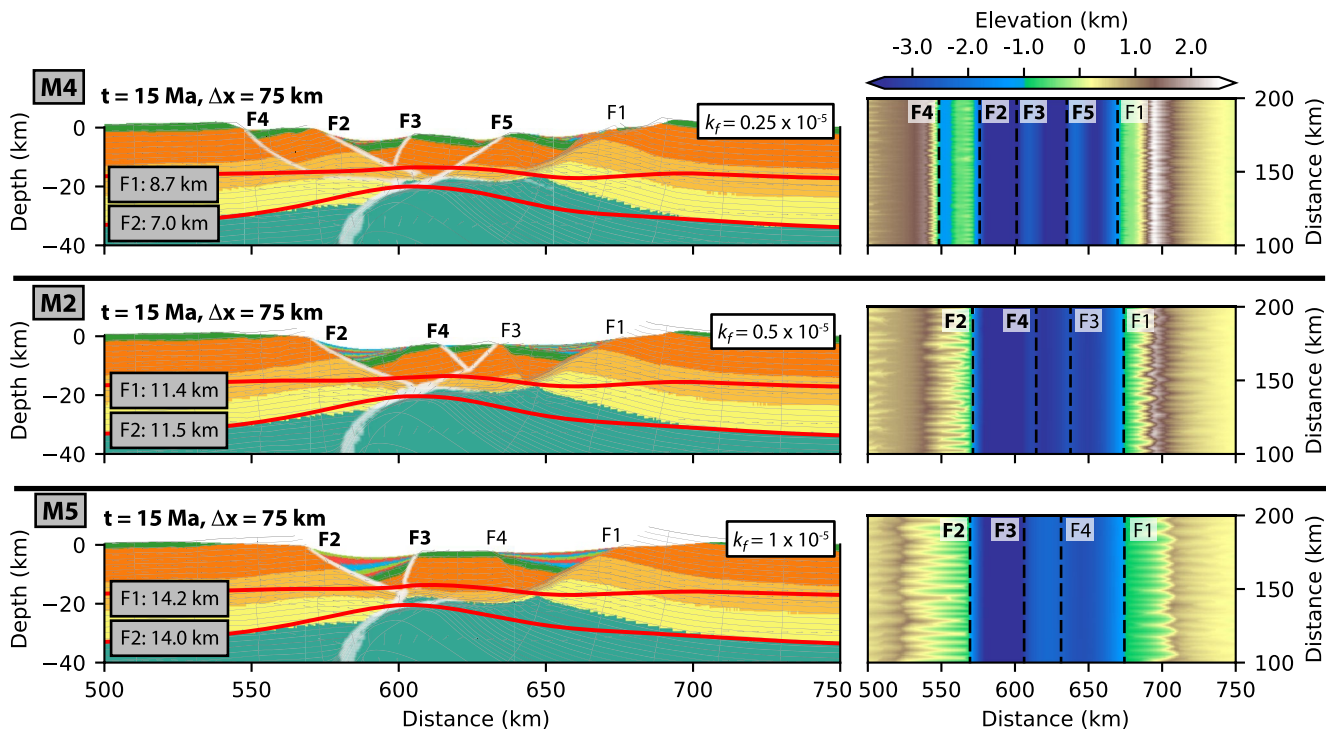 Elevation (km)
-3.0 -2.0 -1.0 0 1.0 2.0
M4
t = 15 Ma, Δx = 75 km
F4 F2 F3 F5 F1
k_f = 0.25 x 10⁻⁵
F1: 8.7 km
F2: 7.0 km
Depth (km)
0
−20
−40
F4 F2 F3 F5 F1
200
150
100
Distance (km)
M2
t = 15 Ma, Δx = 75 km
F2 F4 F3 F1
k_f = 0.5 x 10⁻⁵
F1: 11.4 km
F2: 11.5 km
Depth (km)
0
−20
−40
F2 F4 F3 F1
200
150
100
Distance (km)
M5
t = 15 Ma, Δx = 75 km
F2 F3 F4 F1
k_f = 1 x 10⁻⁵
F1: 14.2 km
F2: 14.0 km
Depth (km)
0
−20
−40
500 550 600 650 700 750
Distance (km)
F2 F3 F4 F1
200
150
100
Distance (km)
500 550 600 650 700 750
Distance (km)